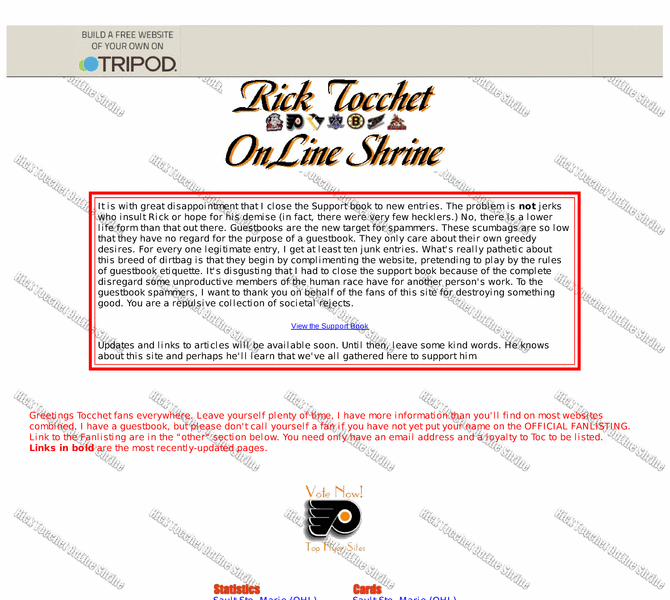 BUILD A FREE WEBSITE
OF YOUR OWN ON
TRIPOD.
Rick Tocchet
OnLine Shrine
It is with great disappointment that I close the Support book to new entries. The problem is not hecklers
who insult Rick or hope for his demise (in fact, there were very few hecklers.) No, there is a lower
life form than that out there. Guestbooks are the new target for spammers. These scumbags are so low
that they have no regard for the purpose of a guestbook. They only care about their own greedy
desires. For every one legitimate entry, I get at least ten junk entries. What's really pathetic about
this breed of dirtbag is that they begin by complimenting the website, pretending to play by the rules
of guestbook etiquette. It's disgusting that I had to close the support book because of the complete
disregard some unproductive members of the human race have for another person's work. To the
guestbook spammers, I want to thank you on behalf of the fans of this site for destroying something
good. You are a repulsive collection of societal rejects.
View the Support Book
Updates and links to articles will be available soon. Until then, leave some kind words. He knows
about this site and perhaps he'll learn that we've all gathered here to support him
Greetings Tocchet fans everywhere. Leave yourself plenty of time, I have more information than you'll find on most websites
combined. I have a guestbook, but please don't call yourself a fan if you have not yet put your name on the OFFICIAL FANLISTING.
Link to the Fanlisting are in the "other" section below. You need only have an email address and a loyalty to Toc to be listed.
Links in bold are the most recently-updated pages.
Vote Now!
Top Flyer Sites
Statistics Cards
Sault Ste. Marie (OHL) Sault Ste. Marie (OHL)